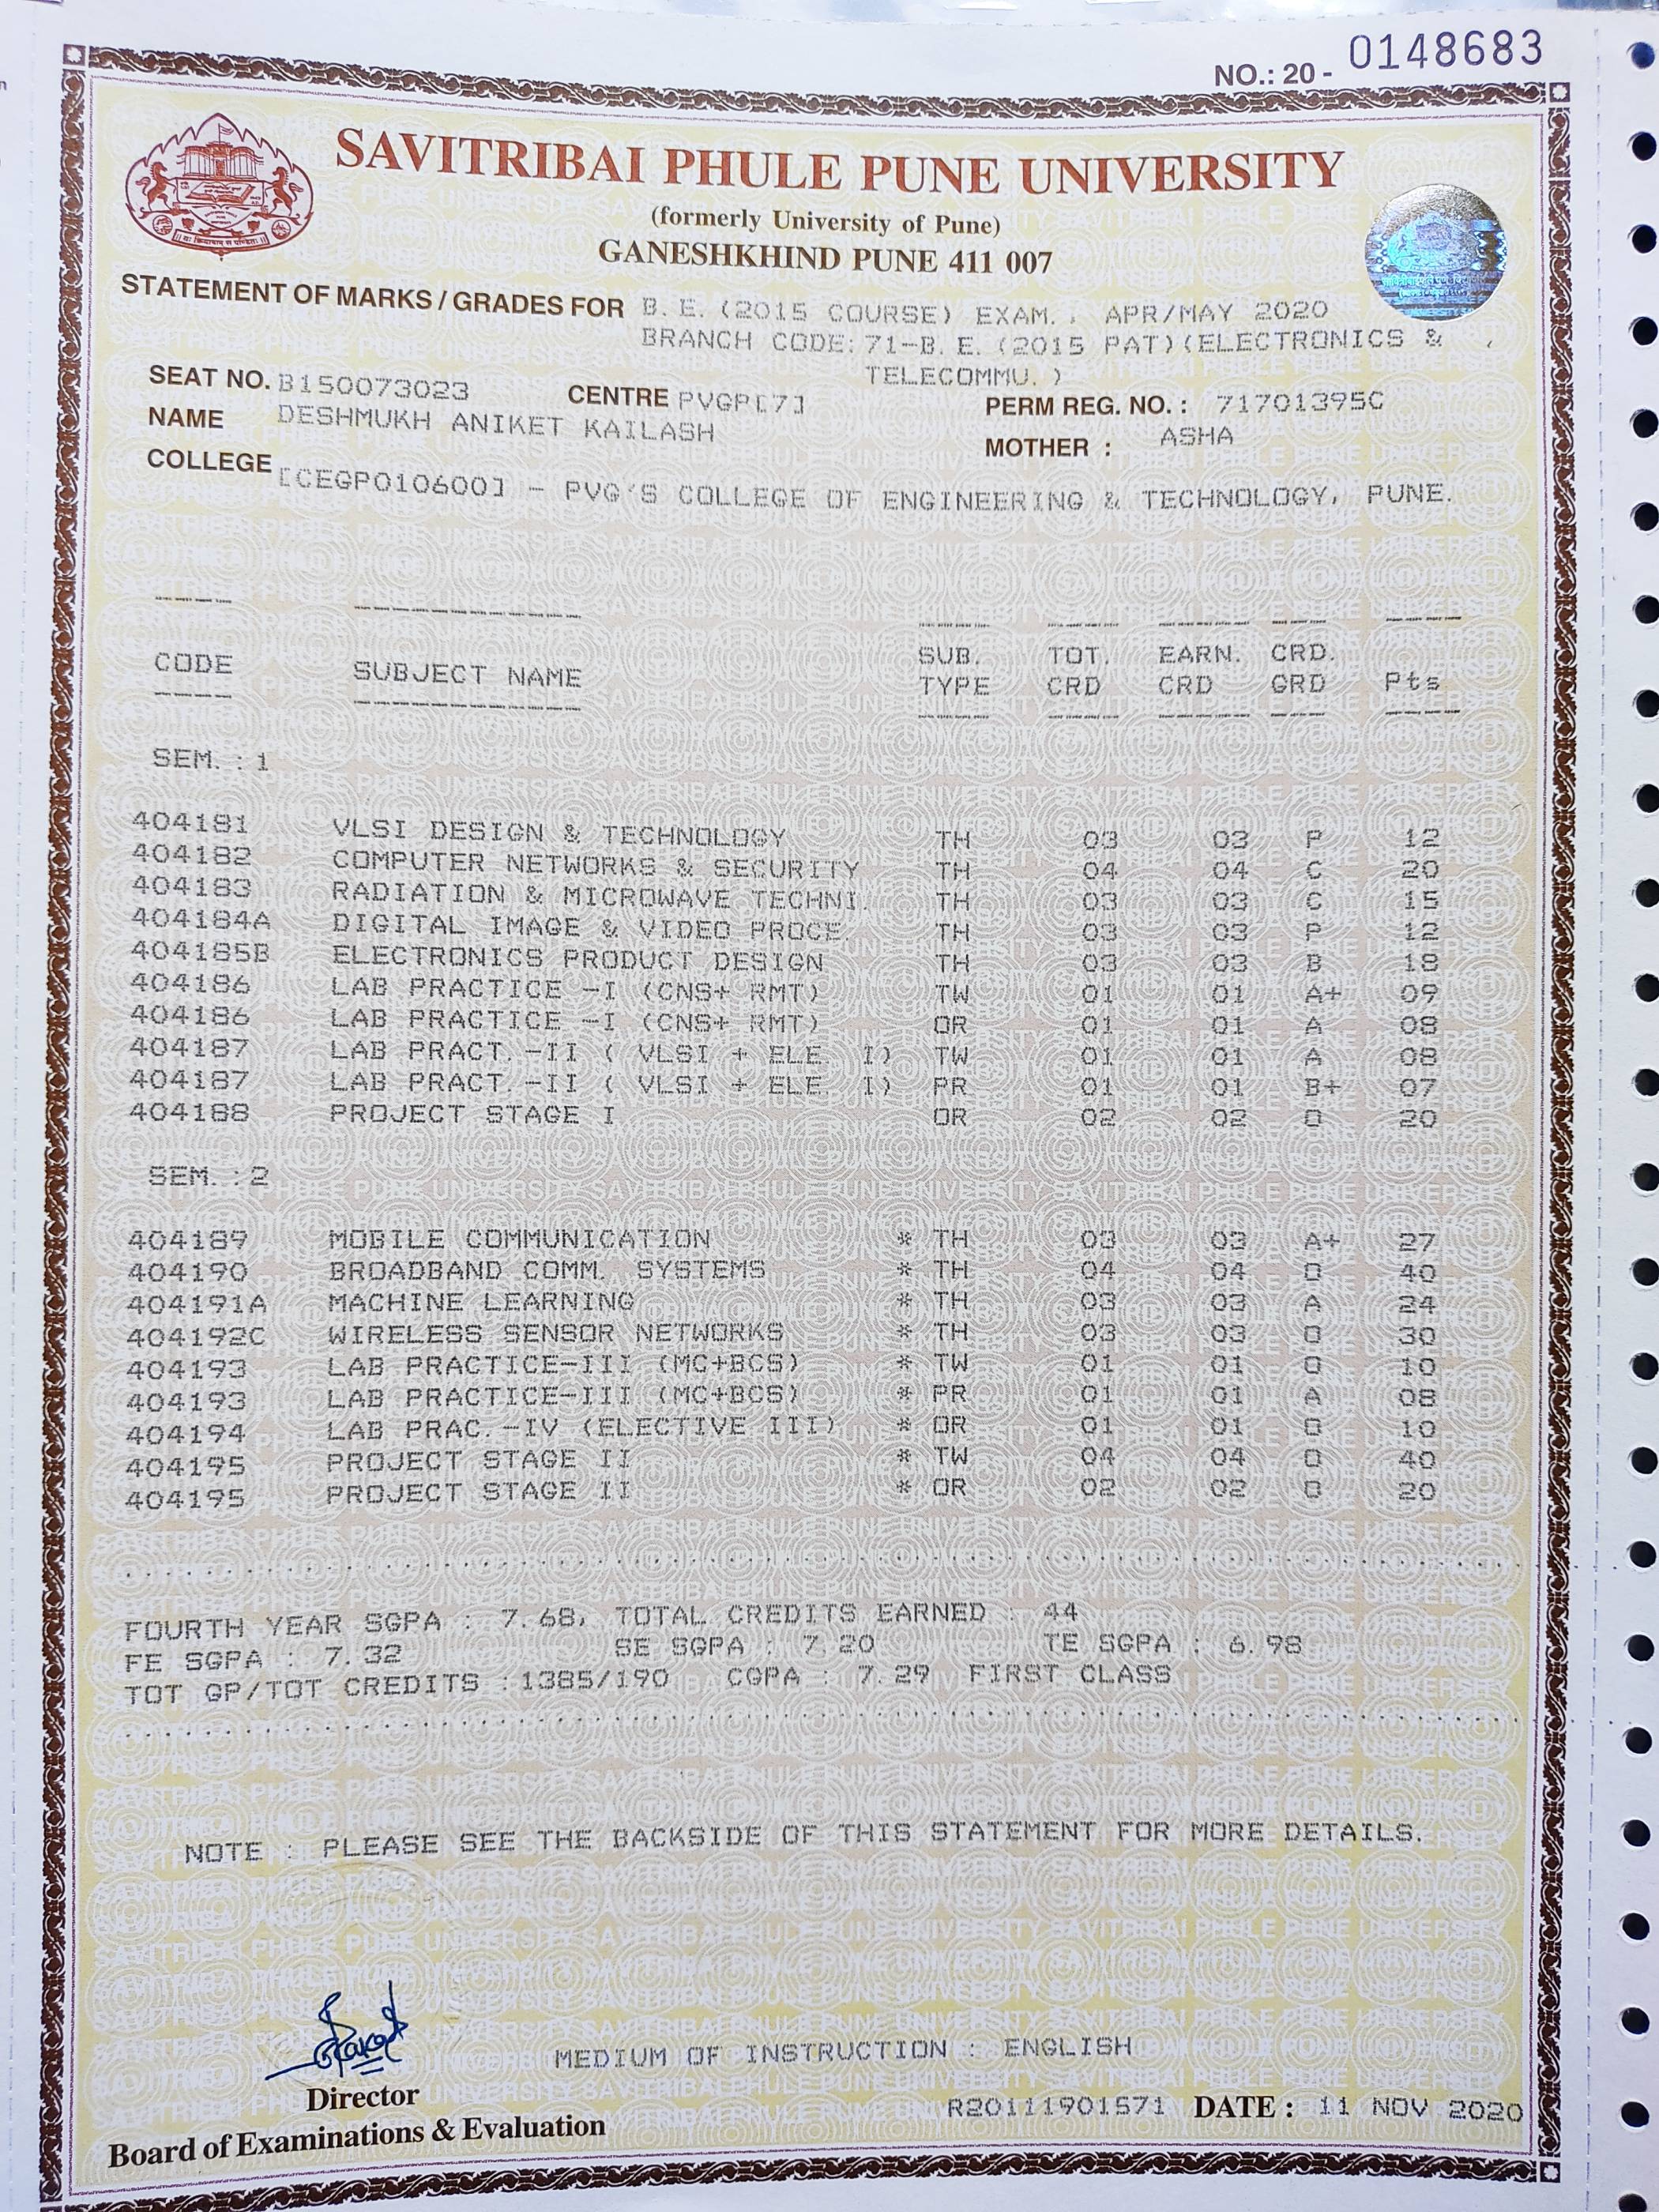 NO.: 20 - 0148683
SAVITRIBAI PHULE PUNE UNIVERSITY
(formerly University of Pune)
GANESHKHIND PUNE 411 007
STATEMENT OF MARKS / GRADES FOR B. E. (2015 COURSE) EXAM. , APR/MAY 2020
BRANCH CODE: 71-B. E. (2015 PAT)(ELECTRONICS & ,
TELECOMMU. )
SEAT NO. B150073023 CENTRE PVGP[7] PERM REG. NO. : 71701395C
NAME DESHMUKH ANIKET KAILASH MOTHER : ASHA
COLLEGE [CEGP010600] - PVG'S COLLEGE OF ENGINEERING & TECHNOLOGY, PUNE.
CODE SUBJECT NAME SUB. TYPE TOT. CRD EARN. CRD CRD. GRD Pts
SEM. : 1
404181 VLSI DESIGN & TECHNOLOGY TH 03 03 P 12
404182 COMPUTER NETWORKS & SECURITY TH 04 04 C 20
404183 RADIATION & MICROWAVE TECHNI. TH 03 03 C 15
404184A DIGITAL IMAGE & VIDEO PROCE. TH 03 03 P 12
404185B ELECTRONICS PRODUCT DESIGN TH 03 03 B 18
404186 LAB PRACTICE -I (CNS+ RMT) TW 01 01 A+ 09
404186 LAB PRACTICE -I (CNS+ RMT) OR 01 01 A 08
404187 LAB PRACT. -II ( VLSI + ELE. I) TW 01 01 A 08
404187 LAB PRACT. -II ( VLSI + ELE. I) PR 01 01 B+ 07
404188 PROJECT STAGE I OR 02 02 O 20
SEM. : 2
404189 MOBILE COMMUNICATION * TH 03 03 A+ 27
404190 BROADBAND COMM. SYSTEMS * TH 04 04 O 40
404191A MACHINE LEARNING * TH 03 03 A 24
404192C WIRELESS SENSOR NETWORKS * TH 03 03 O 30
404193 LAB PRACTICE-III (MC+BCS) * TW 01 01 O 10
404193 LAB PRACTICE-III (MC+BCS) * PR 01 01 A 08
404194 LAB PRAC. -IV (ELECTIVE III) * OR 01 01 O 10
404195 PROJECT STAGE II * TW 04 04 O 40
404195 PROJECT STAGE II * OR 02 02 O 20
FOURTH YEAR SGPA : 7. 68, TOTAL CREDITS EARNED : 44
FE SGPA : 7. 32 SE SGPA : 7. 20 TE SGPA : 6. 98
TOT GP/TOT CREDITS : 1385/190 CGPA : 7. 29 FIRST CLASS
NOTE : PLEASE SEE THE BACKSIDE OF THIS STATEMENT FOR MORE DETAILS.
MEDIUM OF INSTRUCTION : ENGLISH
Director
Board of Examinations & Evaluation
R20111901571 DATE : 11 NOV 2020